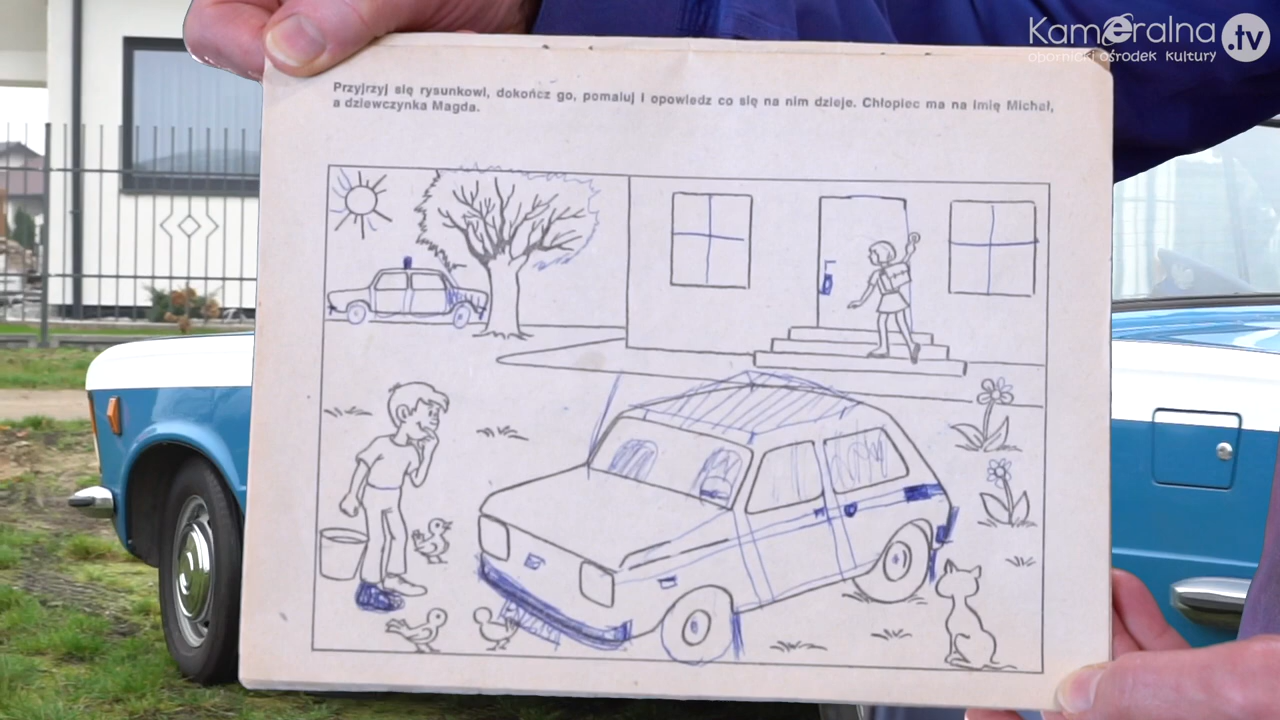 Kameralna.tv
obornicki ośrodek kultury
Przyjrzyj się rysunkowi, dokończ go, pomaluj i opowiedz co się na nim dzieje. Chłopiec ma na imię Michał,
a dziewczynka Magda.